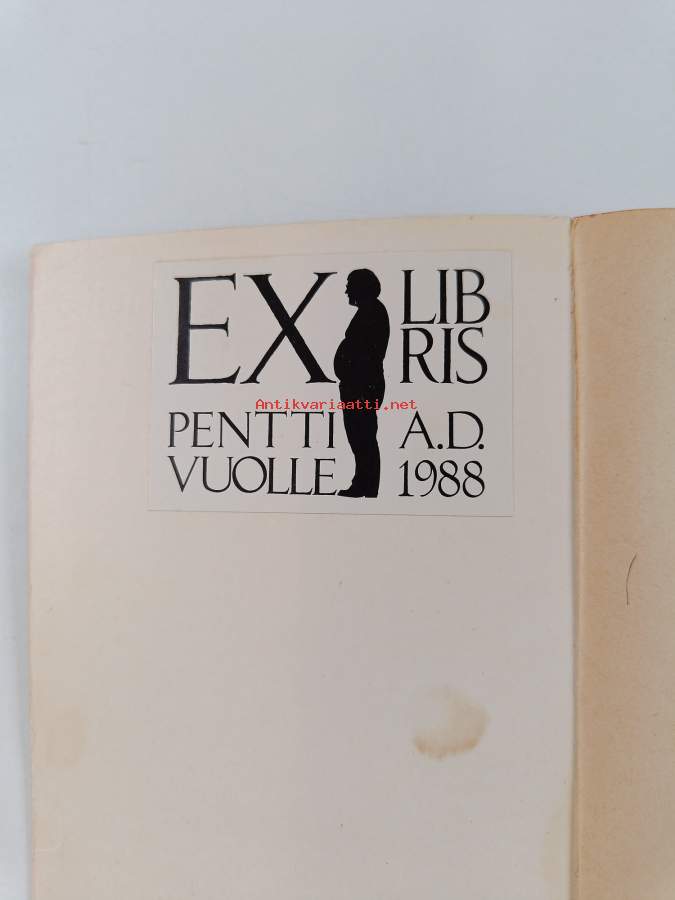 EX LIB
RIS
Antikvariaatti.net
PENTTI A.D.
VUOLLE 1988